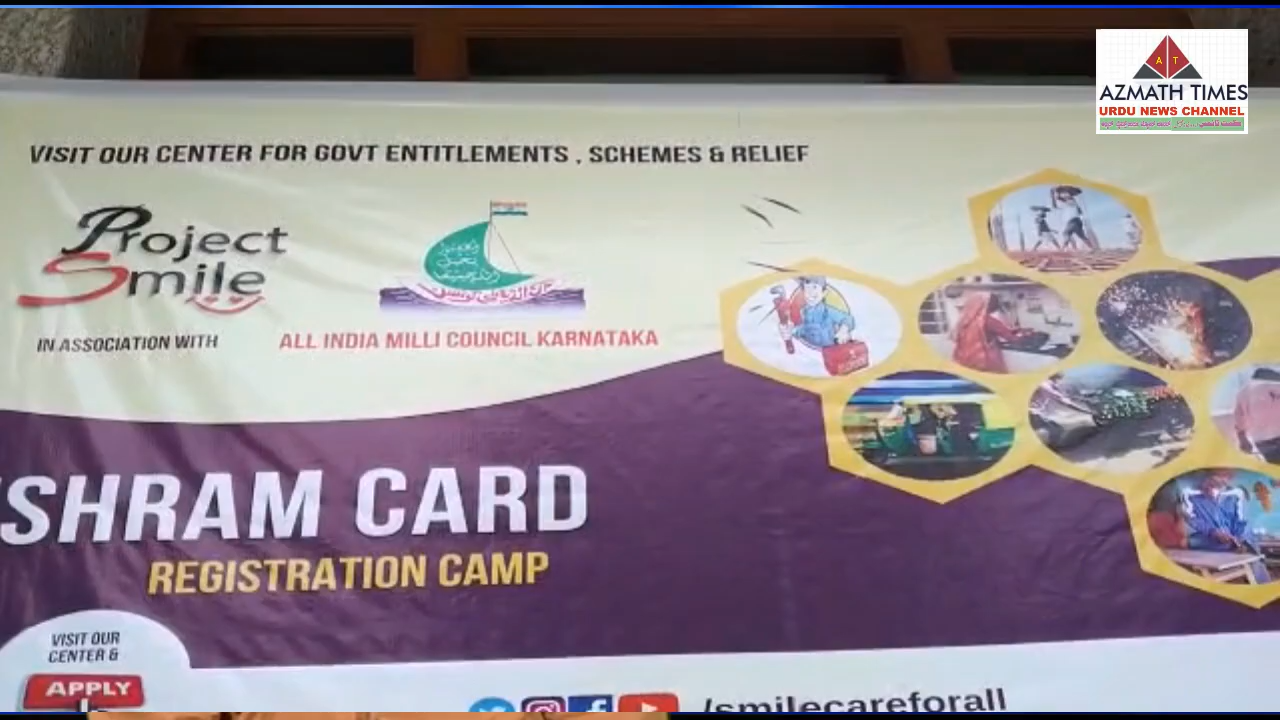 A T
AZMATH TIMES
URDU NEWS CHANNEL
VISIT OUR CENTER FOR GOVT ENTITLEMENTS , SCHEMES & RELIEF
Project
Smile
IN ASSOCIATION WITH
ALL INDIA MILLI COUNCIL KARNATAKA
SHRAM CARD
REGISTRATION CAMP
VISIT OUR
CENTER &
APPLY
/smilecareforall